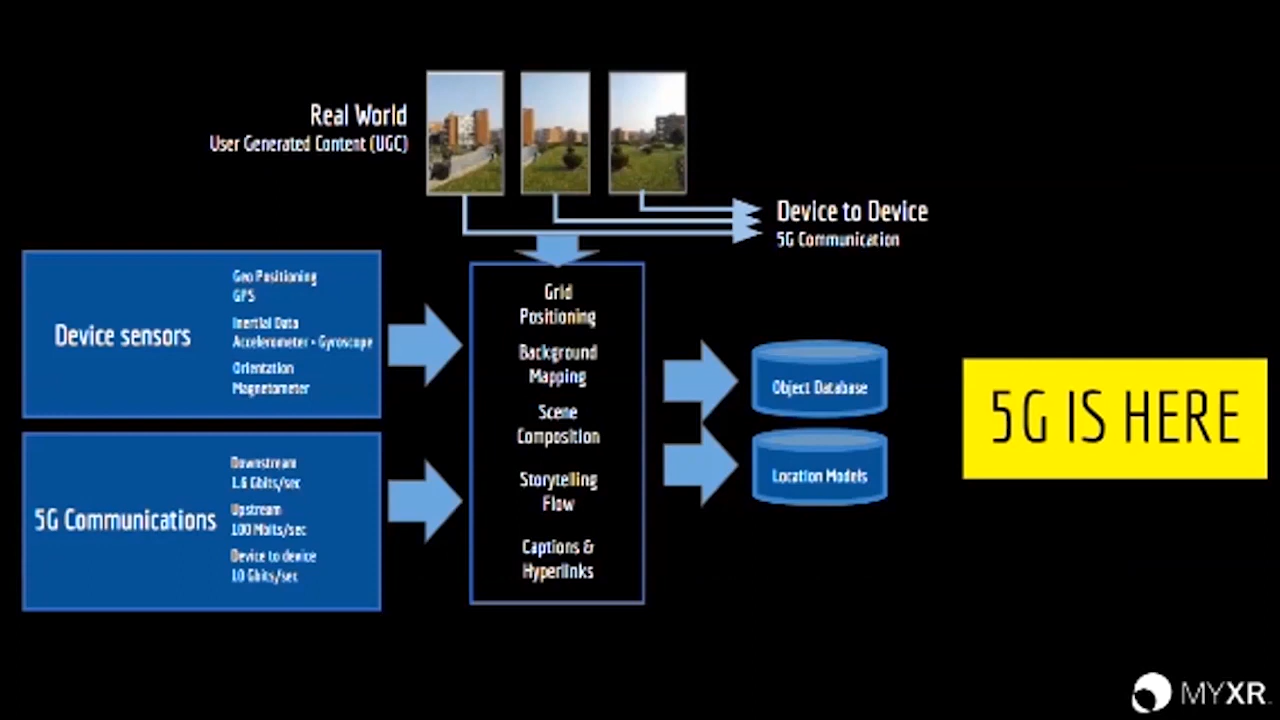 Real World
User Generated Content (UGC)
Device to Device
5G Communication
Device sensors
Geo Positioning
GPS
Inertial Data
Accelerometer • Gyroscope
Orientation
Magnetometer
5G Communications
Downstream
1.6 Gbits/sec
Upstream
100 Mbits/sec
Device to device
10 Gbits/sec
Grid
Positioning
Background
Mapping
Scene
Composition
Storytelling
Flow
Captions &
Hyperlinks
Object Database
Location Models
5G IS HERE
MYXR